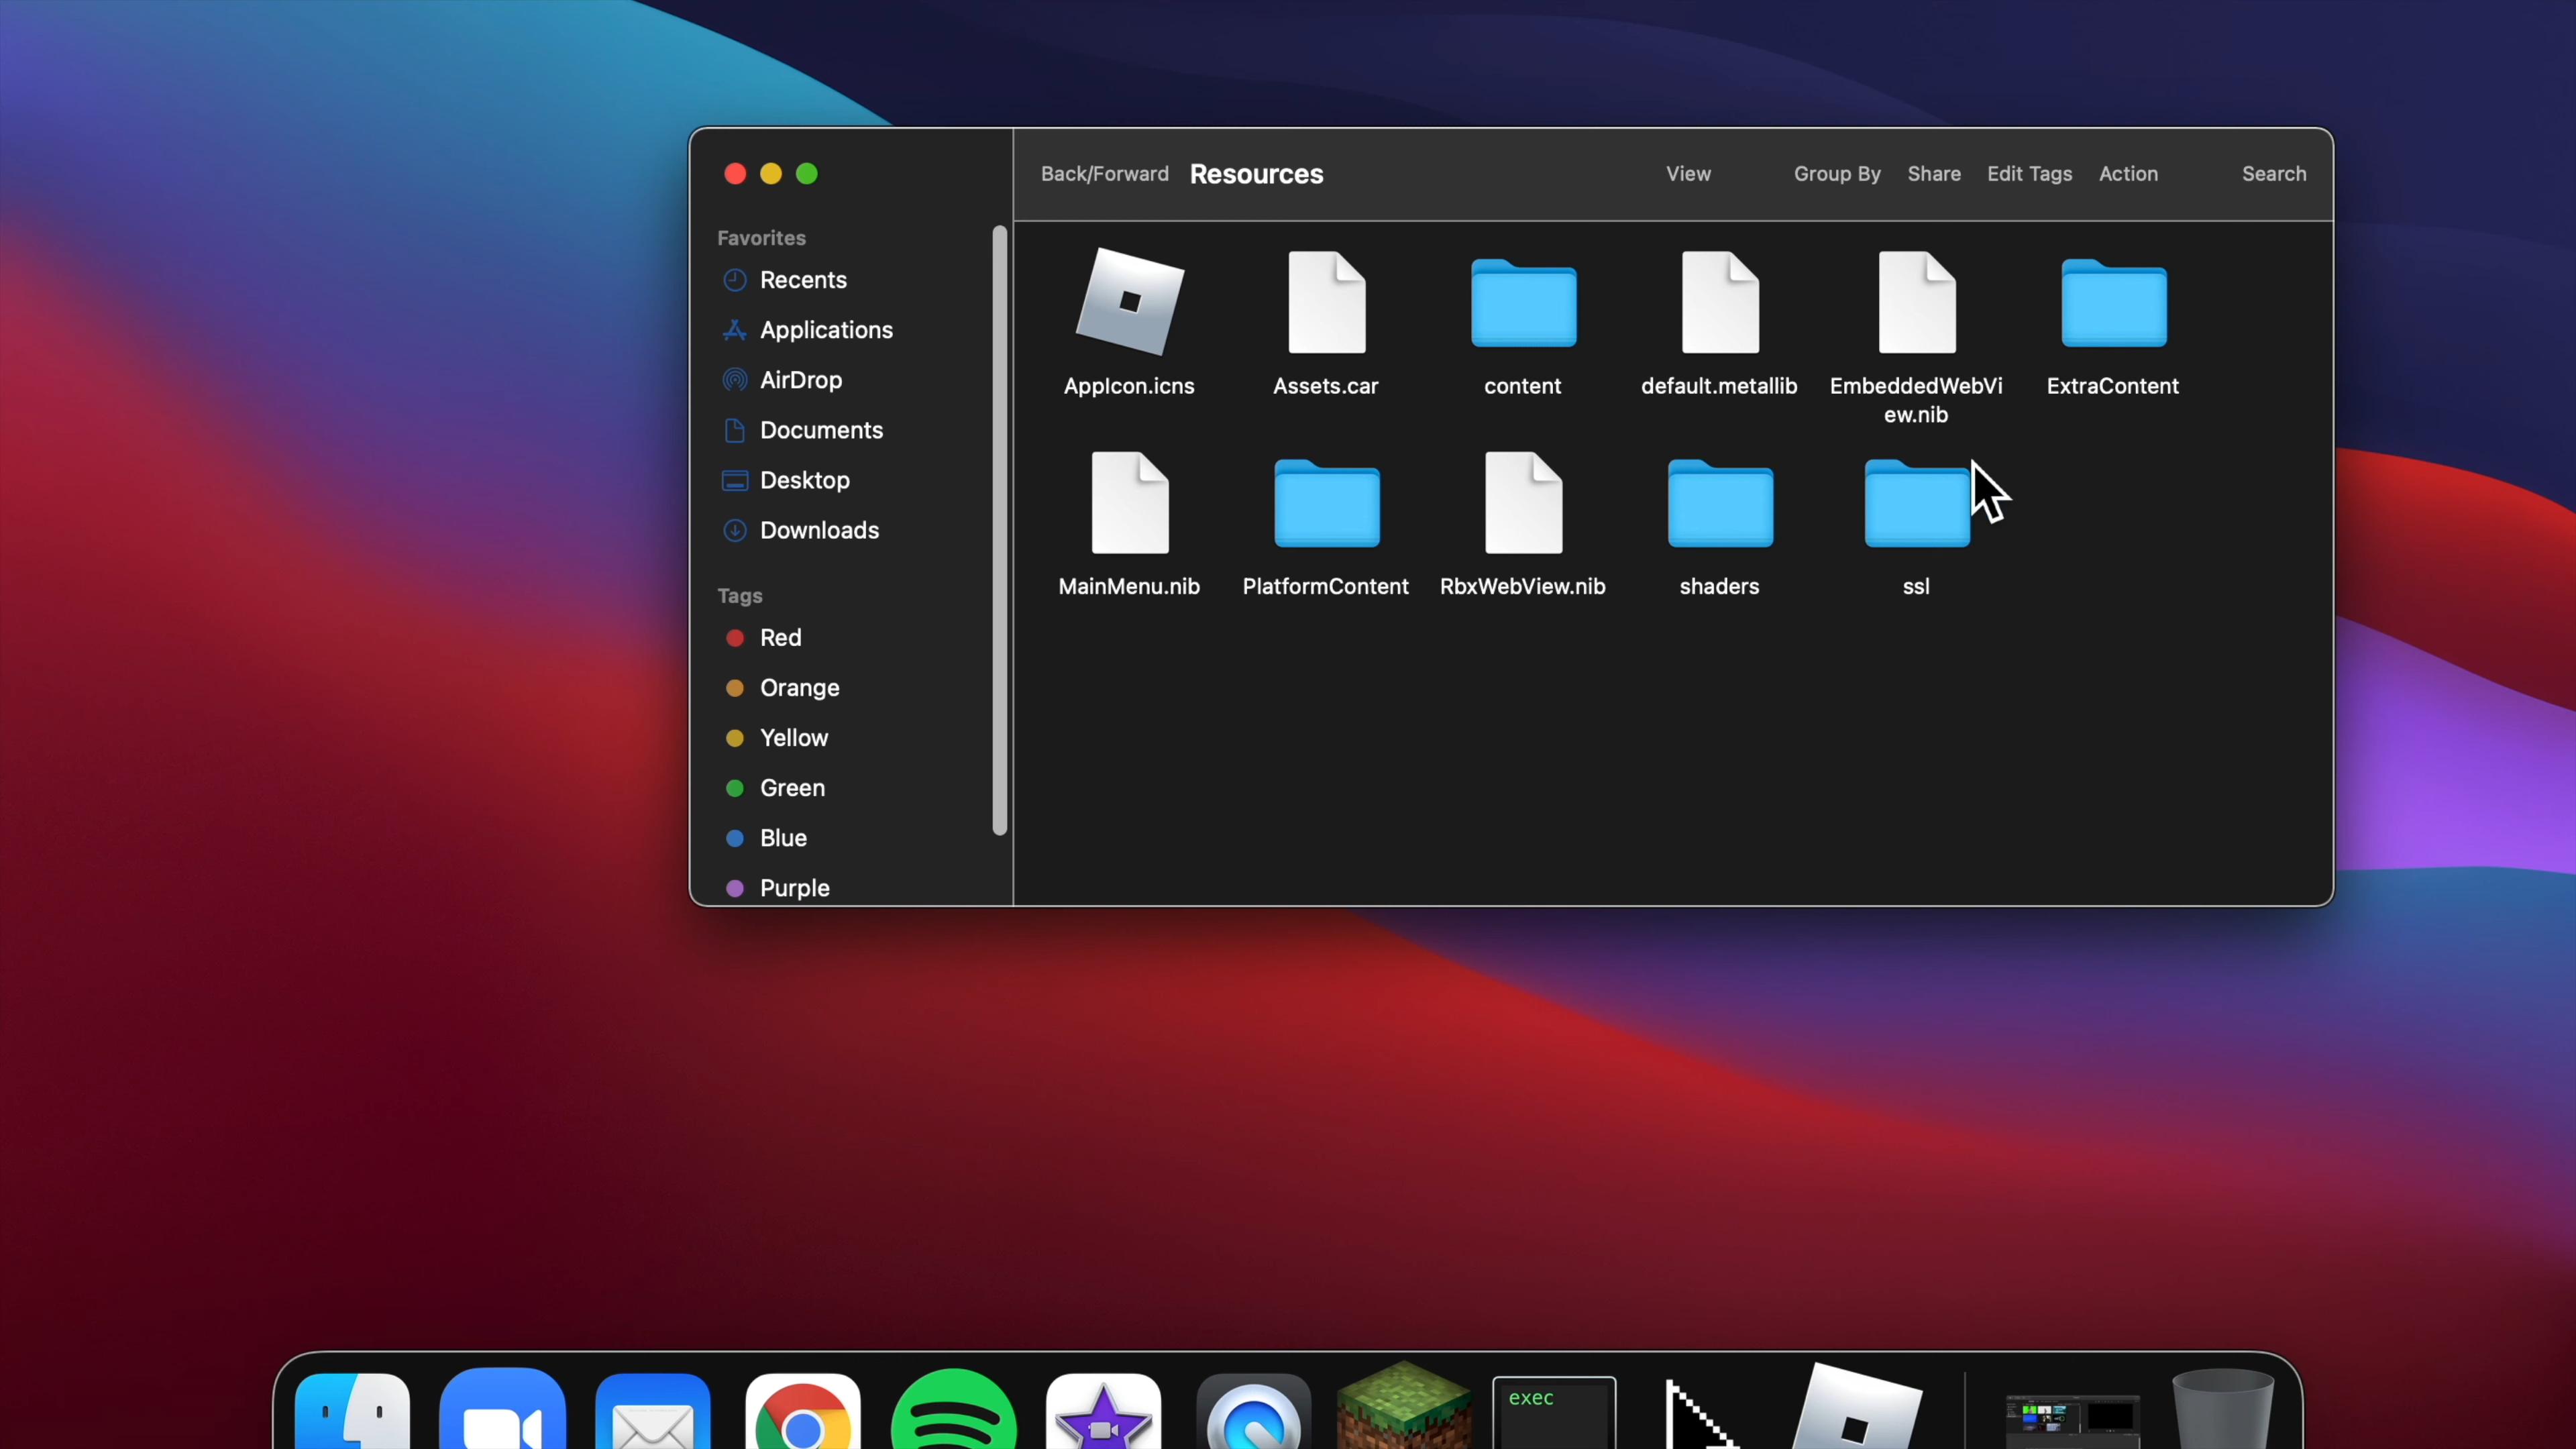 Back/Forward Resources View Group By Share Edit Tags Action Search
Favorites
Recents
Applications
AirDrop
Documents
Desktop
Downloads
Tags
Red
Orange
Yellow
Green
Blue
Purple
AppIcon.icns Assets.car content default.metallib EmbeddedWebVi ExtraContent
ew.nib
MainMenu.nib PlatformContent RbxWebView.nib shaders ssl
exec